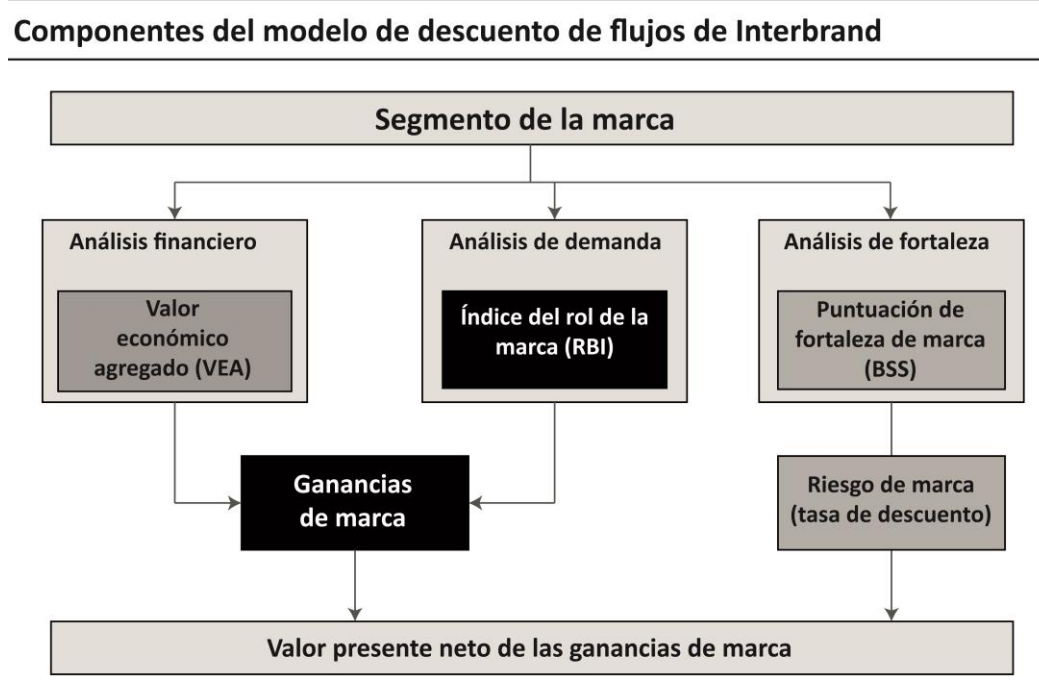 Componentes del modelo de descuento de flujos de Interbrand
Segmento de la marca
Análisis financiero
Valor
económico
agregado (VEA)
Análisis de demanda
Índice del rol de la
marca (RBI)
Análisis de fortaleza
Puntuación de
fortaleza de marca
(BSS)
Ganancias
de marca
Riesgo de marca
(tasa de descuento)
Valor presente neto de las ganancias de marca